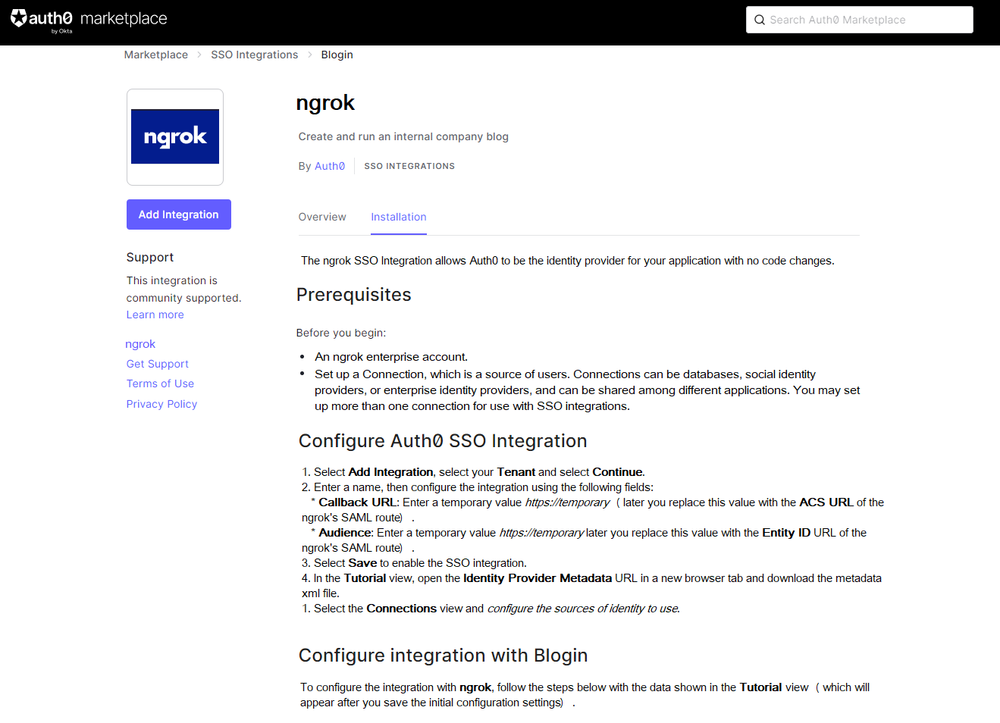 auth0 marketplace
by Okta
Search Auth0 Marketplace
Marketplace > SSO Integrations > Blogin
ngrok
ngrok
Create and run an internal company blog
By Auth0 SSO INTEGRATIONS
Add Integration
Overview Installation
Support
This integration is
community supported.
Learn more
ngrok
Get Support
Terms of Use
Privacy Policy
The ngrok SSO Integration allows Auth0 to be the identity provider for your application with no code changes.
Prerequisites
Before you begin:
• An ngrok enterprise account.
• Set up a Connection, which is a source of users. Connections can be databases, social identity
providers, or enterprise identity providers, and can be shared among different applications. You may set
up more than one connection for use with SSO integrations.
Configure Auth0 SSO Integration
1. Select Add Integration, select your Tenant and select Continue.
2. Enter a name, then configure the integration using the following fields:
* Callback URL: Enter a temporary value https://temporary ( later you replace this value with the ACS URL of the
ngrok's SAML route) .
* Audience: Enter a temporary value https://temporary later you replace this value with the Entity ID URL of the
ngrok's SAML route) .
3. Select Save to enable the SSO integration.
4. In the Tutorial view, open the Identity Provider Metadata URL in a new browser tab and download the metadata
xml file.
1. Select the Connections view and configure the sources of identity to use.
Configure integration with Blogin
To configure the integration with ngrok, follow the steps below with the data shown in the Tutorial view ( which will
appear after you save the initial configuration settings) .